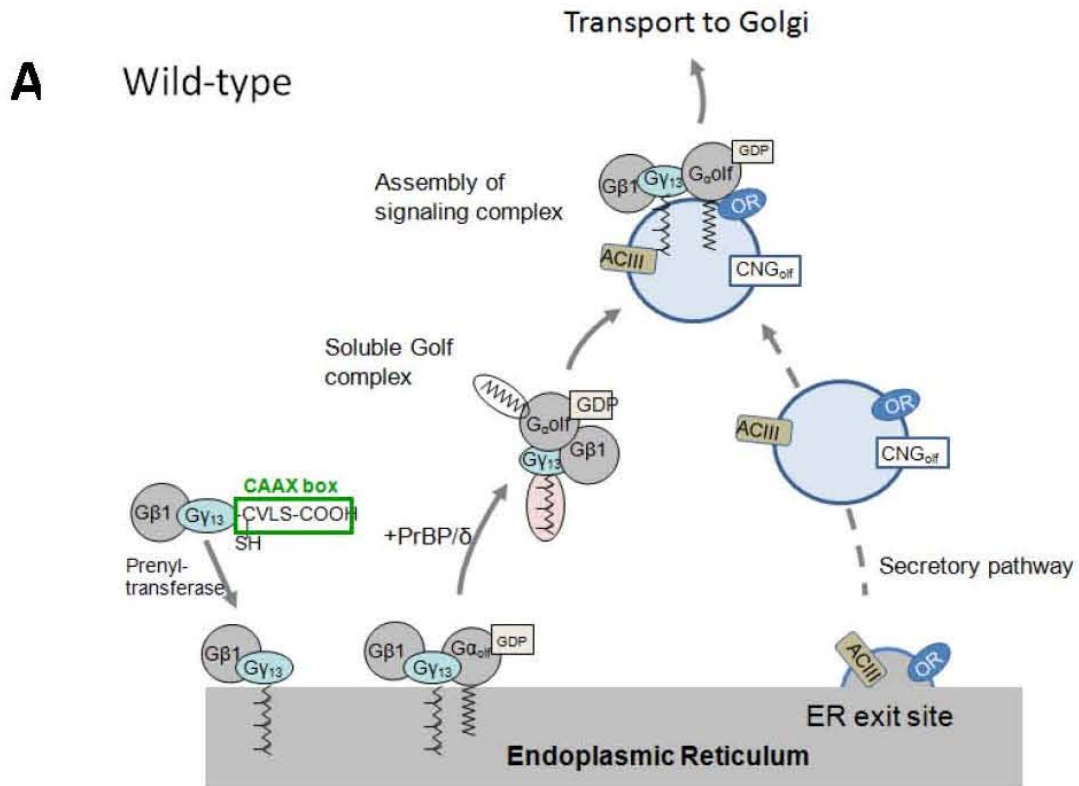 Transport to Golgi
A Wild-type
Assembly of
signaling complex
Gβ1
Gγ13
Gαolf
GDP
OR
ACIII
CNGolf
Soluble Golf
complex
Gαolf
GDP
Gγ13
Gβ1
ACIII
OR
CNGolf
CAAX box
Gβ1
Gγ13
-CVLS-COOH
SH
Prenyl-
transferase
+PrBP/δ
Secretory pathway
Gβ1
Gγ13
Gβ1
Gγ13
Gαolf
GDP
ACIII
OR
ER exit site
Endoplasmic Reticulum